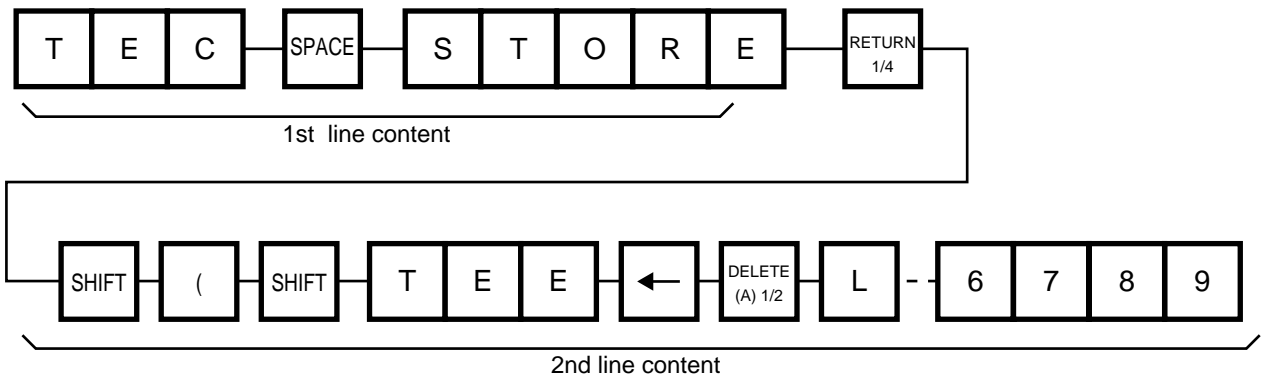 T E C SPACE S T O R E RETURN 1/4
1st line content
SHIFT ( SHIFT T E E ← DELETE (A) 1/2 L - - 6 7 8 9
2nd line content